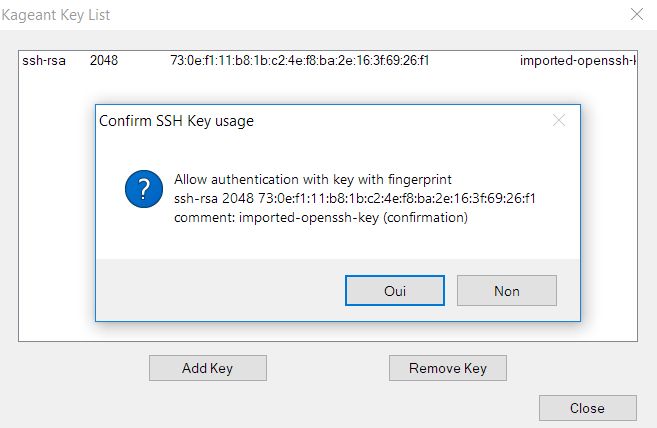 Kageant Key List
ssh-rsa 2048 73:0e:f1:11:b8:1b:c2:4e:f8:ba:2e:16:3f:69:26:f1 imported-openssh-k
Confirm SSH Key usage
?
Allow authentication with key with fingerprint
ssh-rsa 2048 73:0e:f1:11:b8:1b:c2:4e:f8:ba:2e:16:3f:69:26:f1
comment: imported-openssh-key (confirmation)
Oui Non
Add Key Remove Key
Close